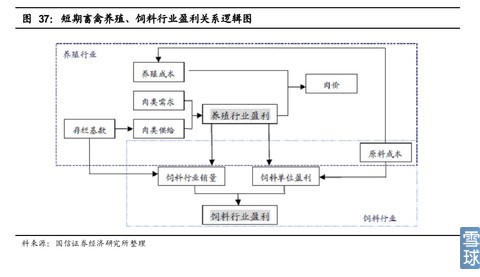 图 37：短期畜禽养殖、饲料行业盈利关系逻辑图
养殖行业
养殖成本
肉价
肉类需求
养殖行业盈利
存栏基数
肉类供给
原料成本
饲料行业销量
饲料单位盈利
饲料行业盈利
饲料行业
料来源：国信证券经济研究所整理
雪球